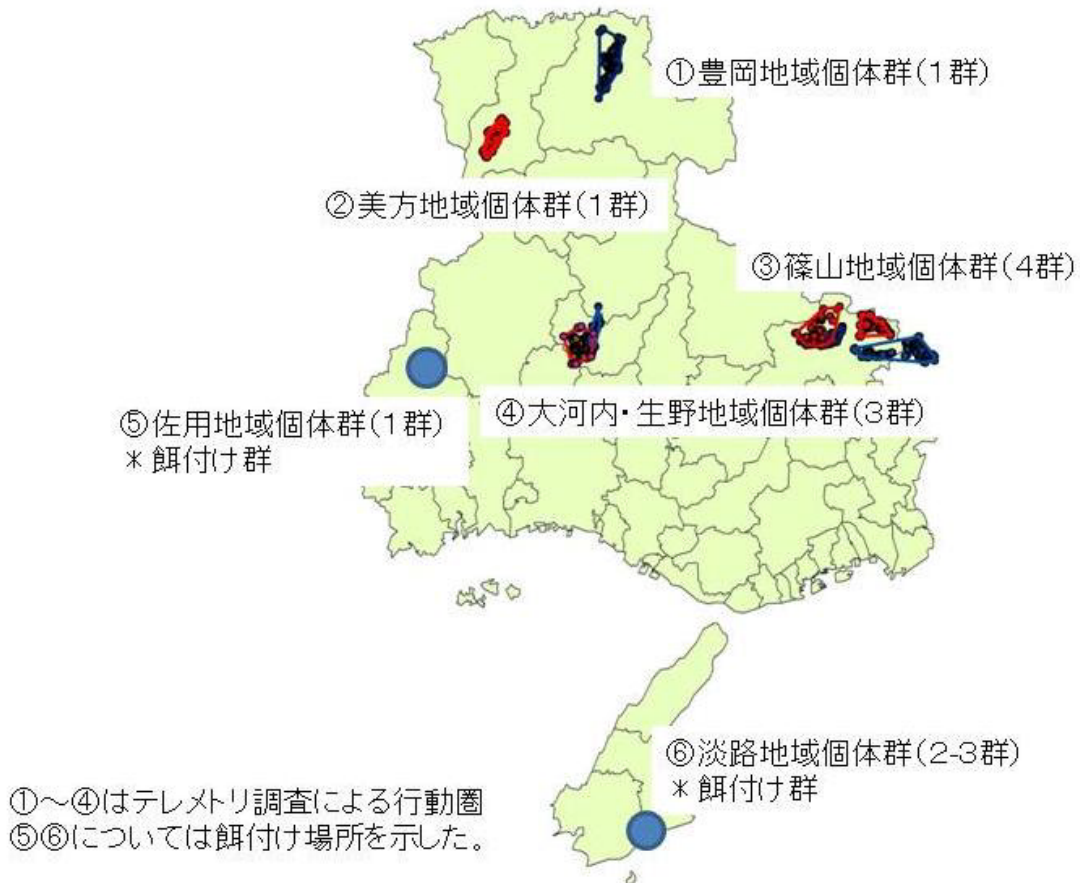 ①豊岡地域個体群(1群)
②美方地域個体群(1群)
③篠山地域個体群(4群)
④大河内・生野地域個体群(3群)
⑤佐用地域個体群(1群)
＊餌付け群
⑥淡路地域個体群(2-3群)
＊餌付け群
①～④はテレメトリ調査による行動圏
⑤⑥については餌付け場所を示した。